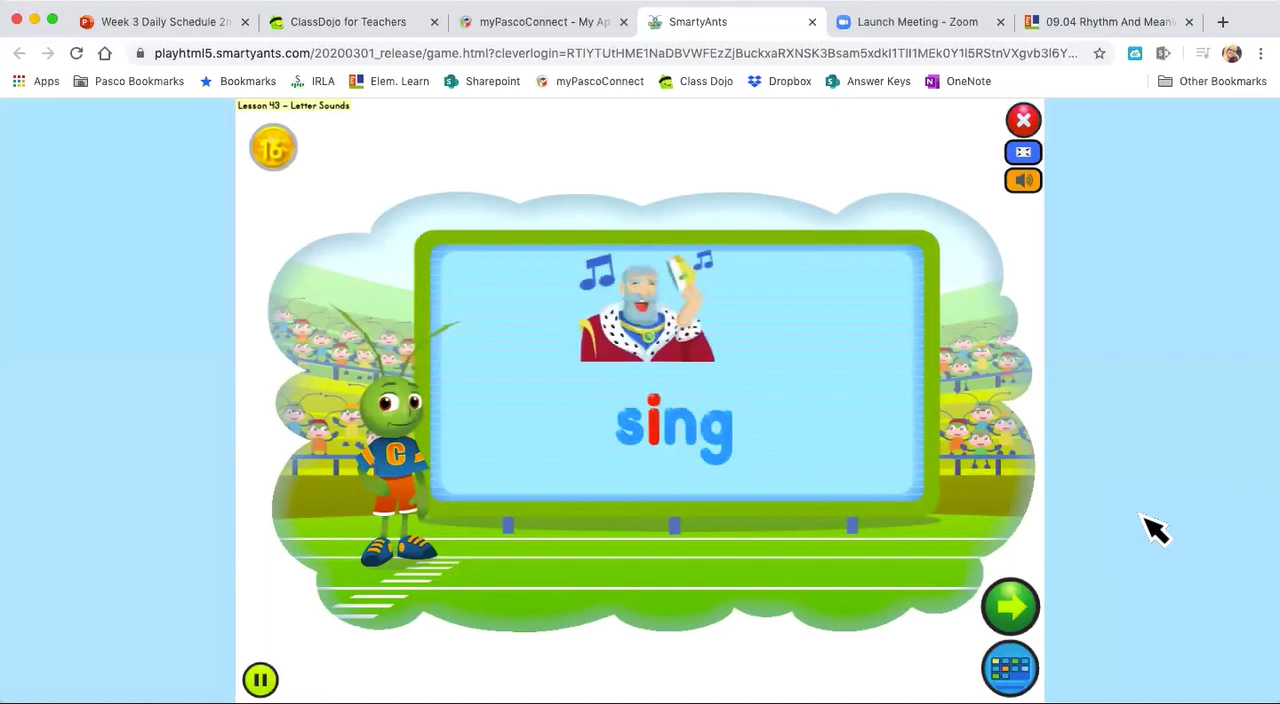 Week 3 Daily Schedule 2n
ClassDojo for Teachers
myPascoConnect - My Ap
SmartyAnts
Launch Meeting - Zoom
09.04 Rhythm And Meani
playhtml5.smartyants.com/20200301_release/game.html?cleverlogin=RTlYTUtHME1NaDBVWFEzZjBuckxaRXNSK3Bsam5xdkI1TlI1MEk0Y1l5RStnVXgvb3l6Y...
Apps
Pasco Bookmarks
Bookmarks
IRLA
Elem. Learn
Sharepoint
myPascoConnect
Class Dojo
Dropbox
Answer Keys
OneNote
Other Bookmarks
Lesson 43 - Letter Sounds
16
sing
C